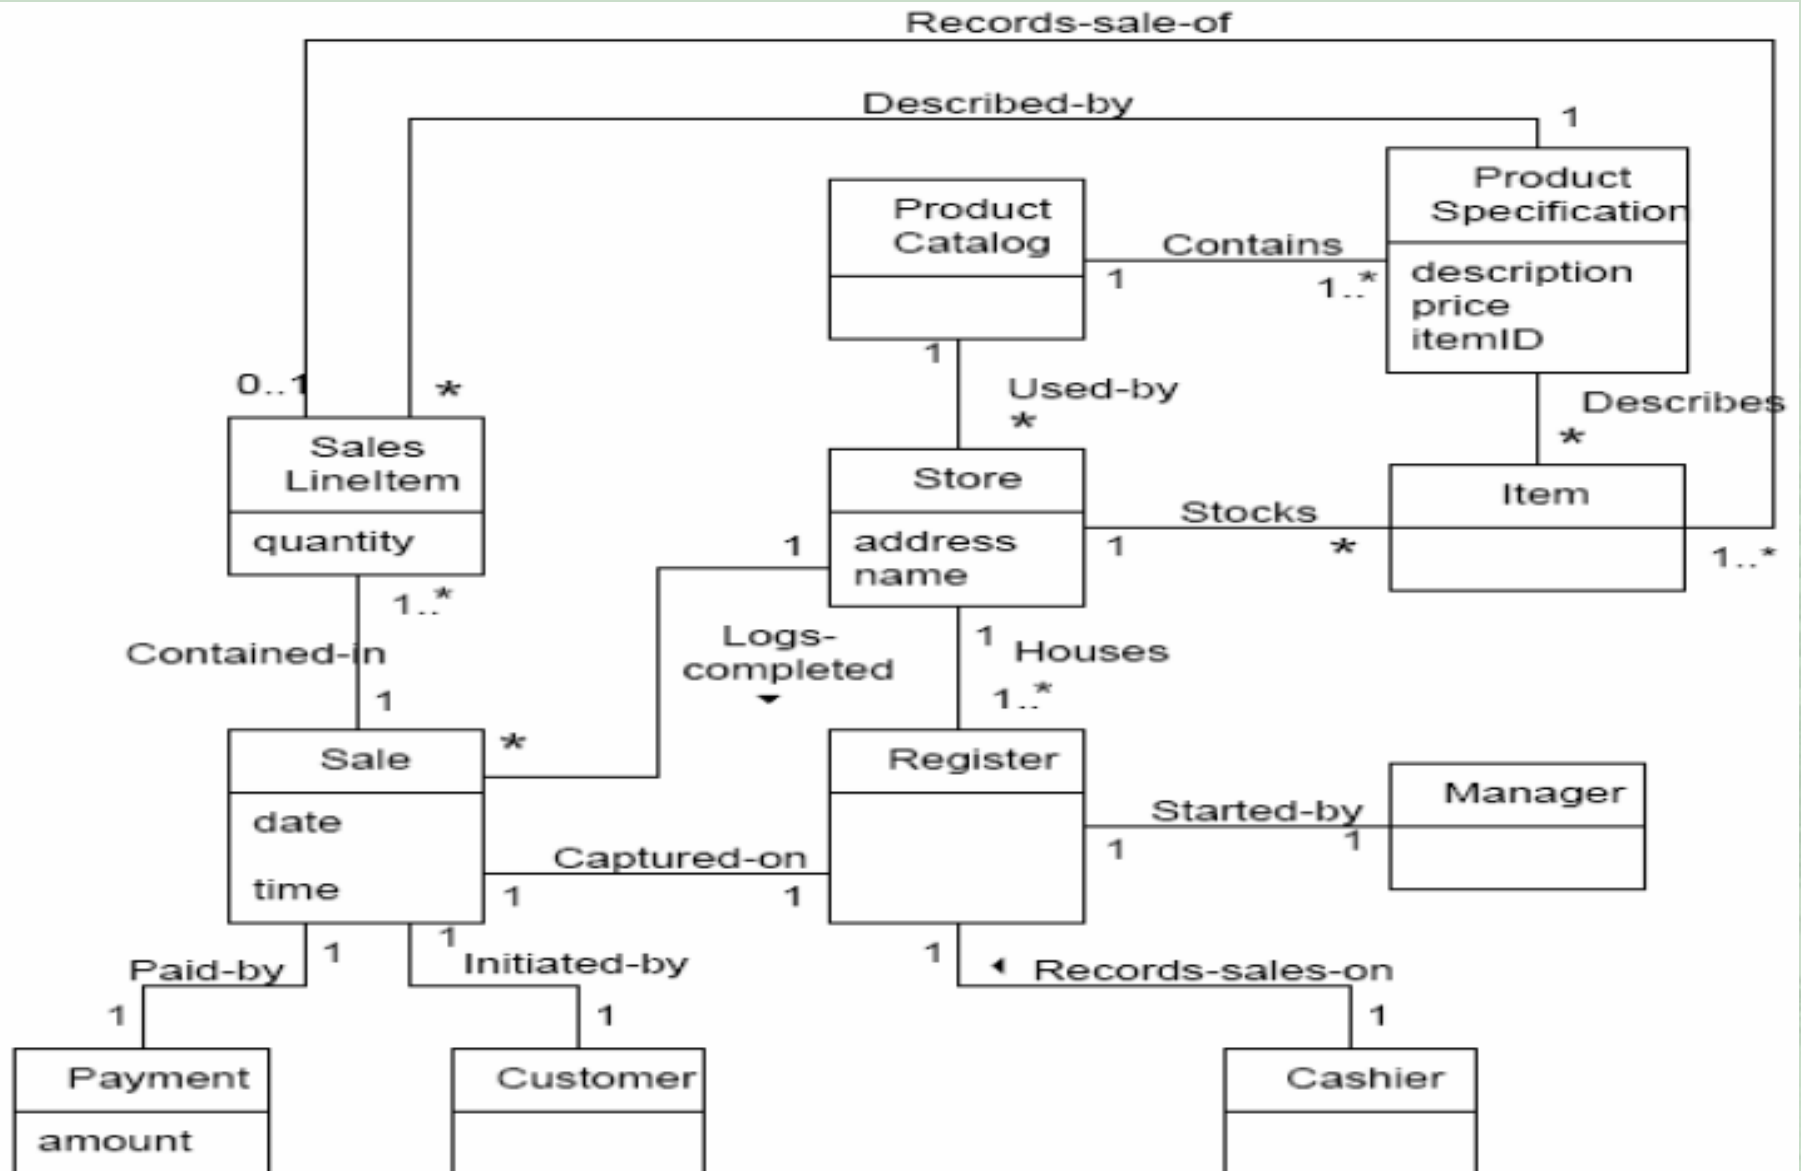 Records-sale-of
Described-by
1
Product
Specification
description
price
itemID
Product
Catalog
Contains
1
1..*
1
Used-by
*
Describes
*
0..1
*
Sales
LineItem
quantity
1..*
Contained-in
1
Store
address
name
1
Stocks
1
*
Item
1..*
Logs-
completed
*
1
Houses
1..*
Sale
date
time
Register
Manager
Started-by
1
1
Captured-on
1
1
1
Paid-by
1
1
Initiated-by
1
1
Records-sales-on
1
Payment
amount
Customer
Cashier